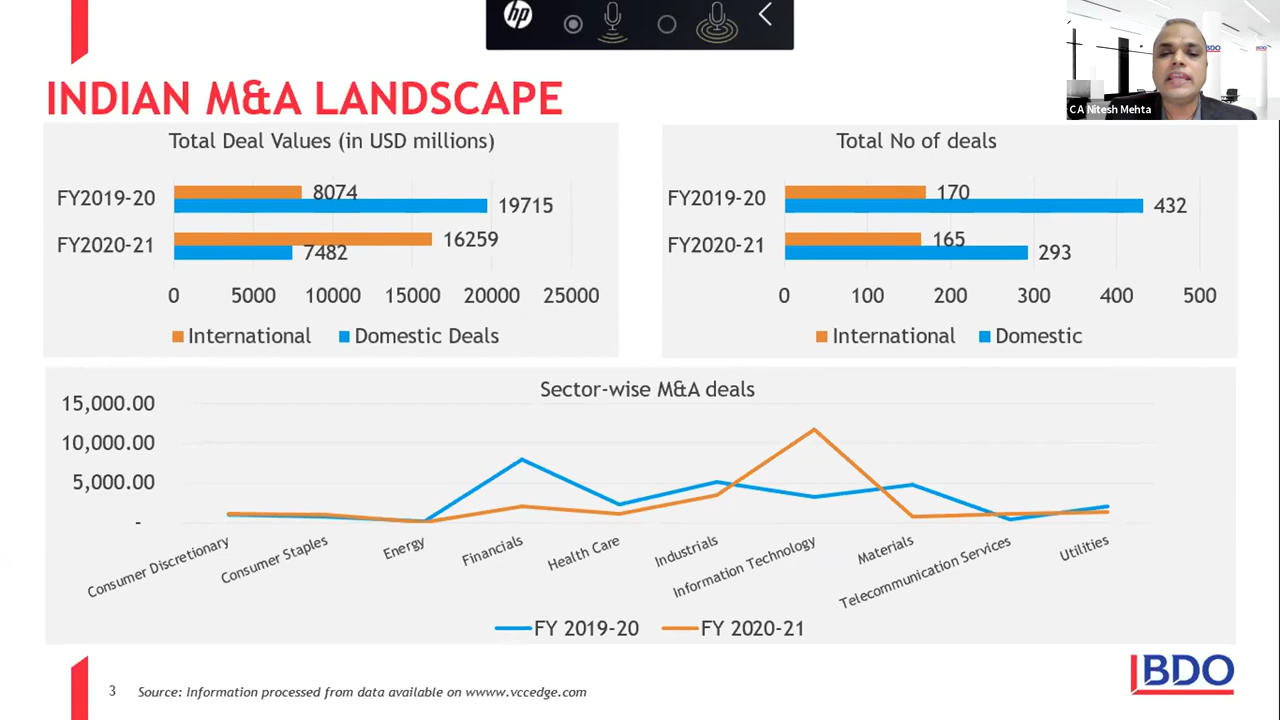 hp
BDO
BDO
CA Nitesh Mehta
INDIAN M&A LANDSCAPE
Total Deal Values (in USD millions)
FY2019-20
8074
19715
FY2020-21
16259
7482
0 5000 10000 15000 20000 25000
International Domestic Deals
Total No of deals
FY2019-20
170
432
FY2020-21
165
293
0 100 200 300 400 500
International Domestic
Sector-wise M&A deals
15,000.00
10,000.00
5,000.00
-
Consumer Discretionary
Consumer Staples
Energy
Financials
Health Care
Industrials
Information Technology
Materials
Telecommunication Services
Utilities
FY 2019-20 FY 2020-21
3 Source: Information processed from data available on wwww.vccedge.com
BDO